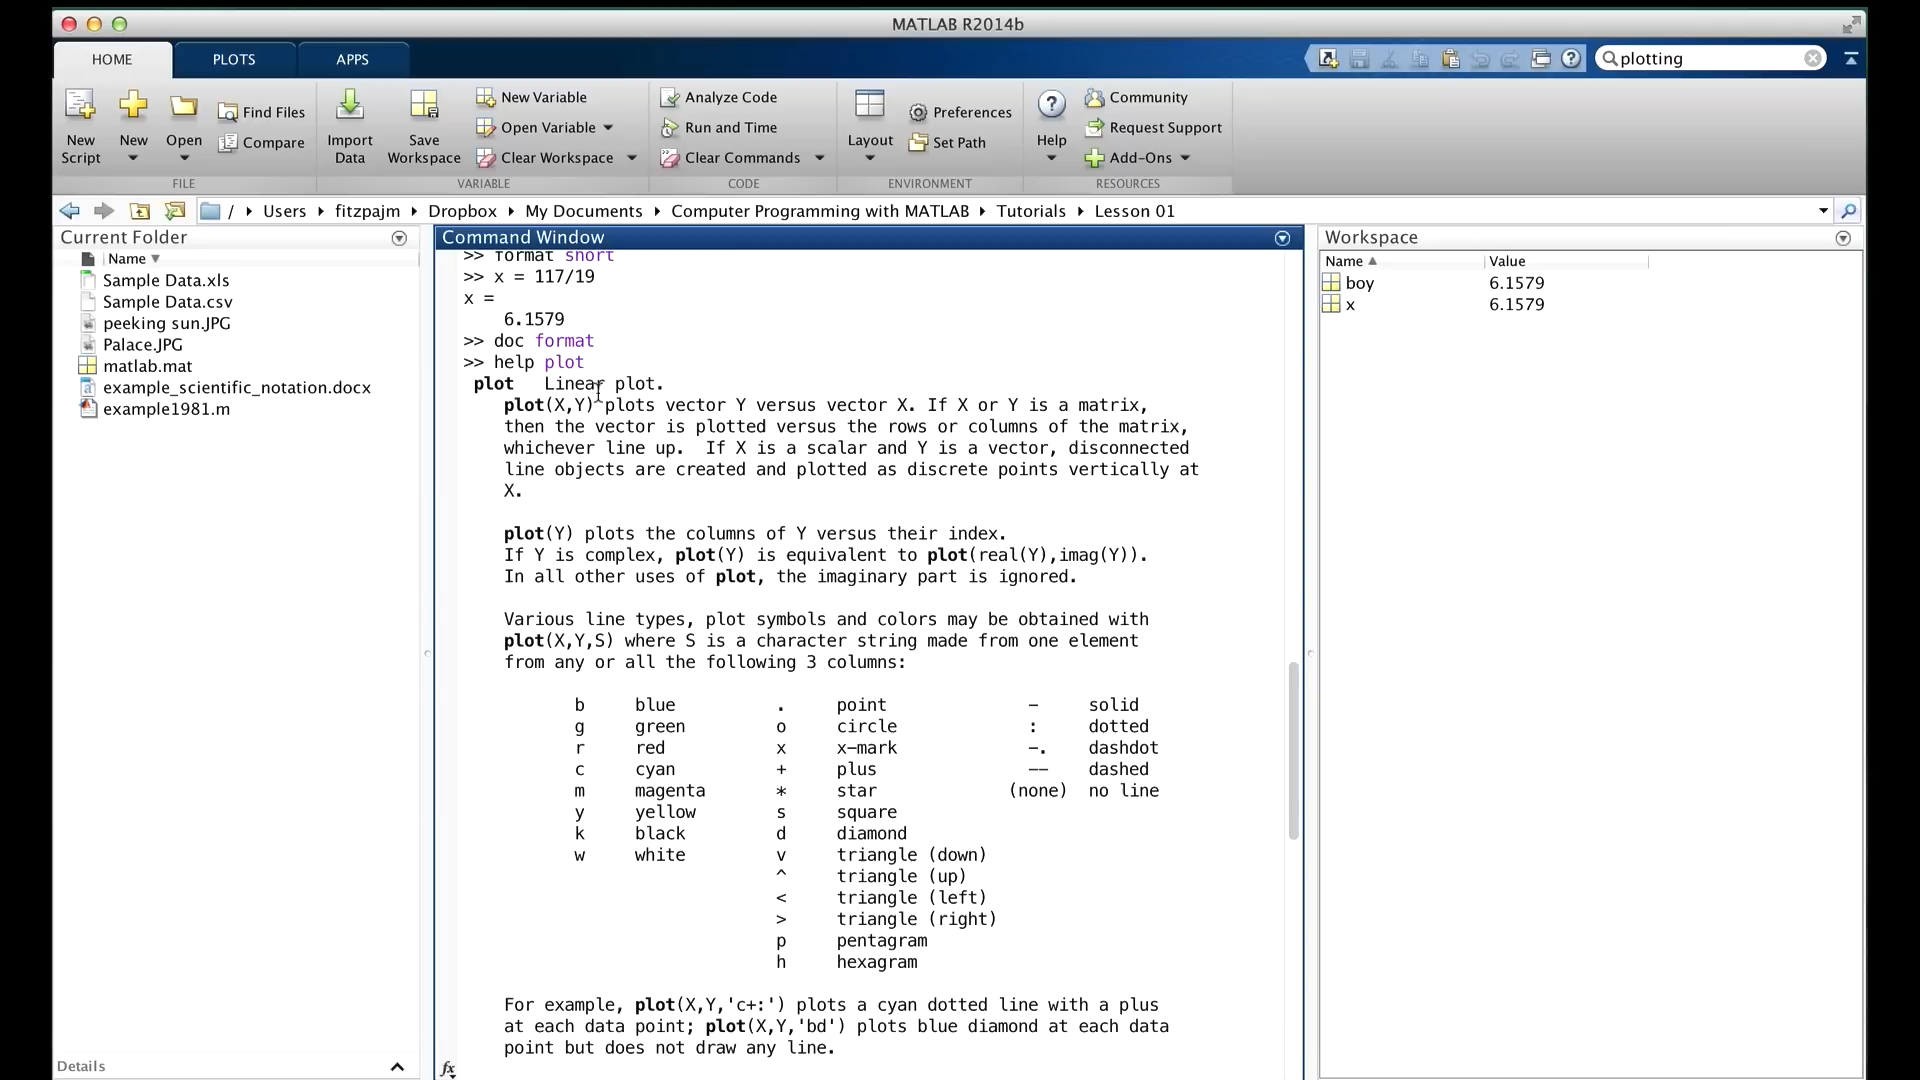 MATLAB R2014b
HOME PLOTS APPS plotting
New Script
New
Open
Find Files
Compare
FILE
Import Data
Save Workspace
New Variable
Open Variable
Clear Workspace
VARIABLE
Analyze Code
Run and Time
Clear Commands
CODE
Layout
Preferences
Set Path
ENVIRONMENT
Help
Community
Request Support
Add-Ons
RESOURCES
/ Users fitzpajm Dropbox My Documents Computer Programming with MATLAB Tutorials Lesson 01
Current Folder
Name
Sample Data.xls
Sample Data.csv
peeking sun.JPG
Palace.JPG
matlab.mat
example_scientific_notation.docx
example1981.m
Details
Command Window
>> format short
>> x = 117/19
x =
6.1579
>> doc format
>> help plot
plot Linear plot.
plot(X,Y) plots vector Y versus vector X. If X or Y is a matrix,
then the vector is plotted versus the rows or columns of the matrix,
whichever line up. If X is a scalar and Y is a vector, disconnected
line objects are created and plotted as discrete points vertically at
X.
plot(Y) plots the columns of Y versus their index.
If Y is complex, plot(Y) is equivalent to plot(real(Y),imag(Y)).
In all other uses of plot, the imaginary part is ignored.
Various line types, plot symbols and colors may be obtained with
plot(X,Y,S) where S is a character string made from one element
from any or all the following 3 columns:
b blue . point - solid
g green o circle : dotted
r red x x-mark -. dashdot
c cyan + plus -- dashed
m magenta * star (none) no line
y yellow s square
k black d diamond
w white v triangle (down)
^ triangle (up)
< triangle (left)
> triangle (right)
p pentagram
h hexagram
For example, plot(X,Y,'c+:') plots a cyan dotted line with a plus
at each data point; plot(X,Y,'bd') plots blue diamond at each data
point but does not draw any line.
fx
Workspace
Name Value
boy 6.1579
x 6.1579